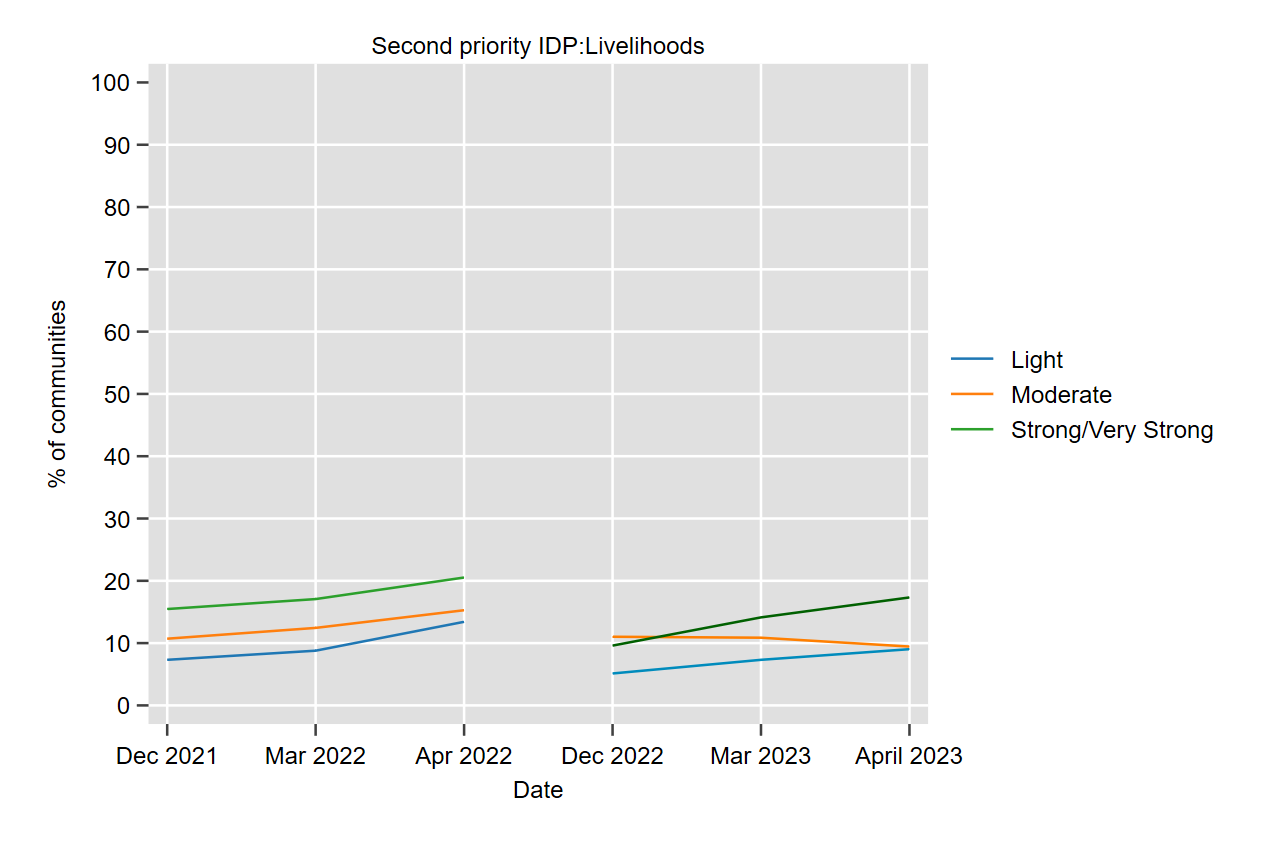 Second priority IDP:Livelihoods
100
90
80
70
60
50
40
30
20
10
0
% of communities
Dec 2021
Mar 2022
Apr 2022
Dec 2022
Mar 2023
April 2023
Date
Light
Moderate
Strong/Very Strong